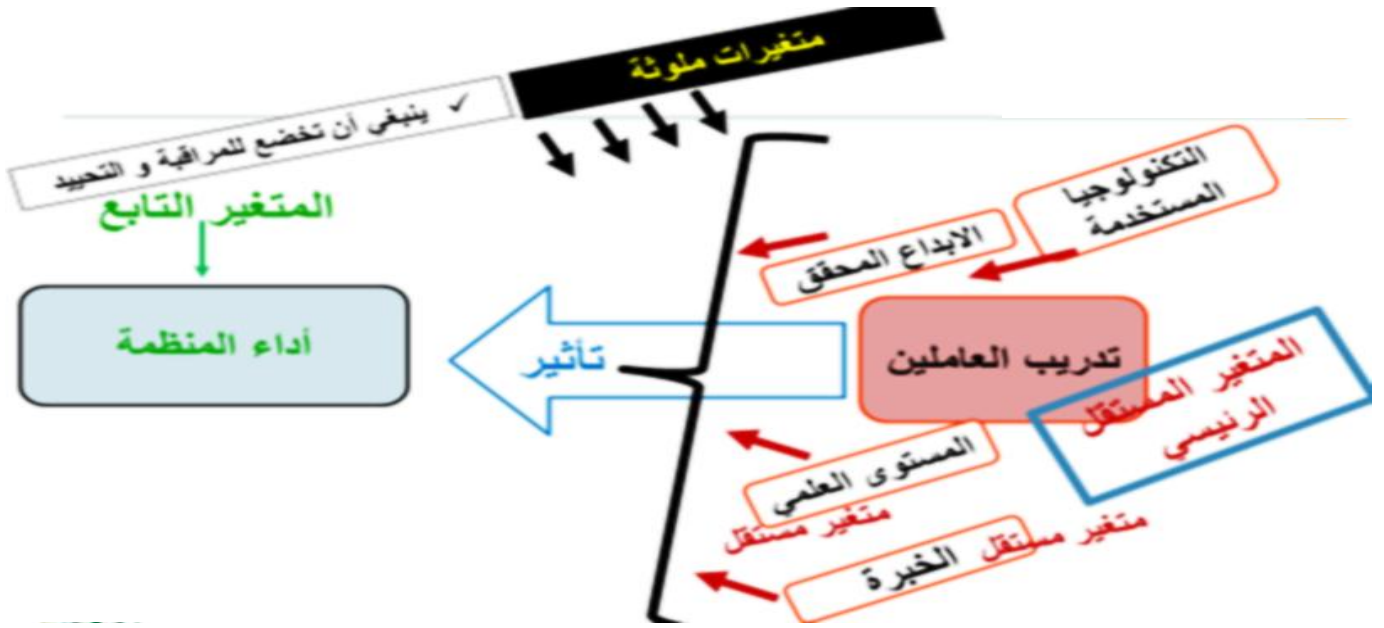 متغيرات ملوثة
✓ ينبغي أن تخضع للمراقبة و التحييد
المتغير التابع
التكنولوجيا
المستخدمة
الابداع المحقق
أداء المنظمة
تأثير
تدريب العاملين
المتغير المستقل
الرئيسي
المستوى العلمي
متغير مستقل
الخبرة
متغير مستقل